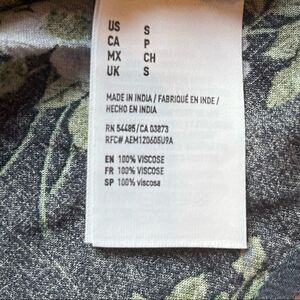 US S
CA P
MX CH
UK S
MADE IN INDIA / FABRIQUÉ EN INDE /
HECHO EN INDIA
RN 54485/CA 03873
RFC# AEM120605U9A
EN 100% VISCOSE
FR 100% VISCOSE
SP 100% viscosa